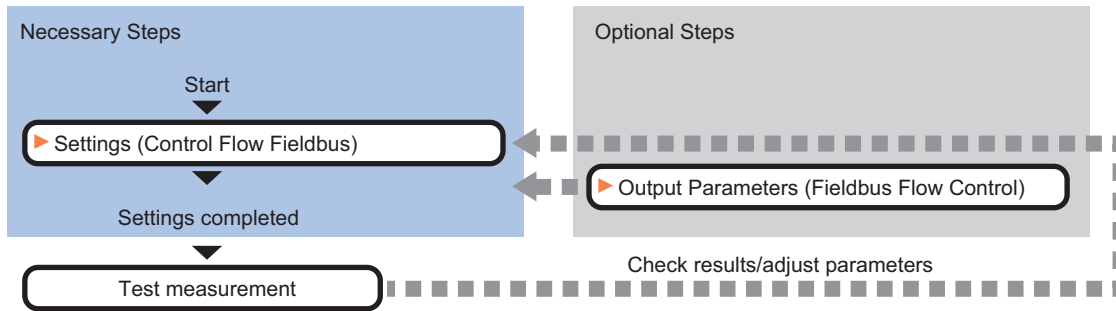 Necessary Steps
Start
Settings (Control Flow Fieldbus)
Settings completed
Test measurement
Optional Steps
Output Parameters (Fieldbus Flow Control)
Check results/adjust parameters